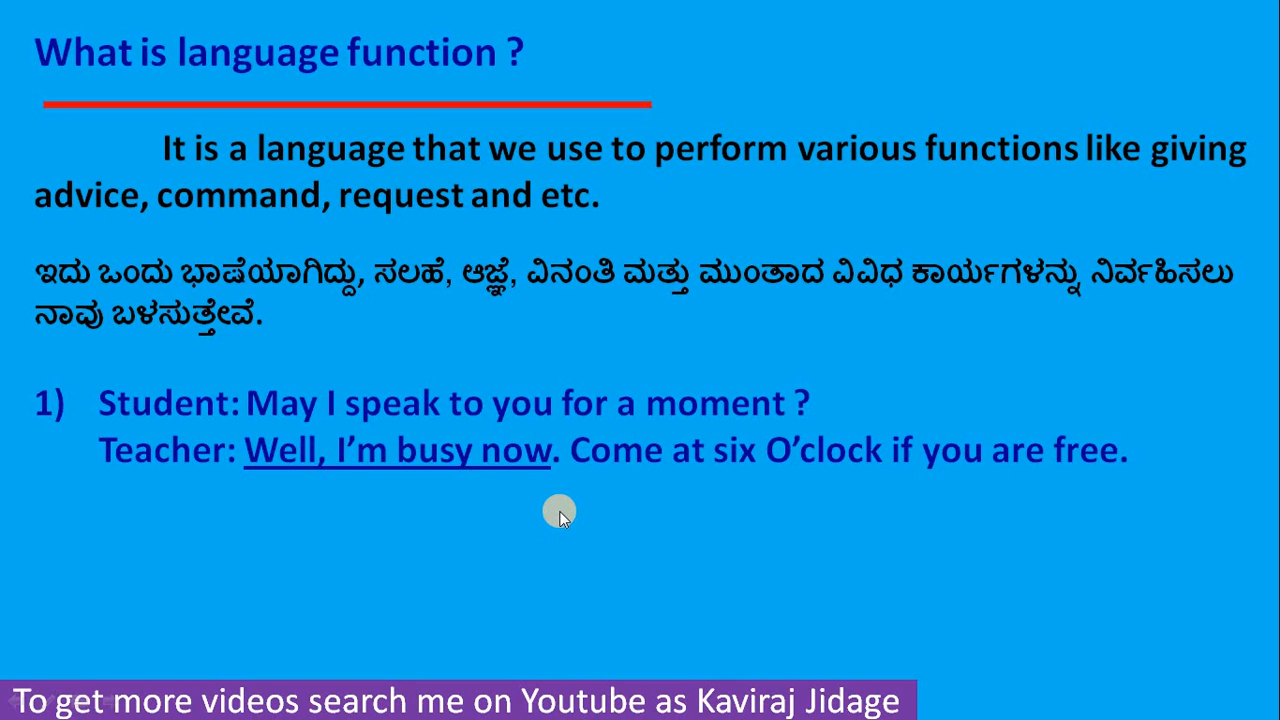 What is language function ?
It is a language that we use to perform various functions like giving
advice, command, request and etc.
ಇದು ಒಂದು ಭಾಷೆಯಾಗಿದ್ದು, ಸಲಹೆ, ಆಜ್ಞೆ, ವಿನಂತಿ ಮತ್ತು ಮುಂತಾದ ವಿವಿಧ ಕಾರ್ಯಗಳನ್ನು ನಿರ್ವಹಿಸಲು
ನಾವು ಬಳಸುತ್ತೇವೆ.
1) Student: May I speak to you for a moment ?
Teacher: Well, I’m busy now. Come at six O’clock if you are free.
To get more videos search me on Youtube as Kaviraj Jidage